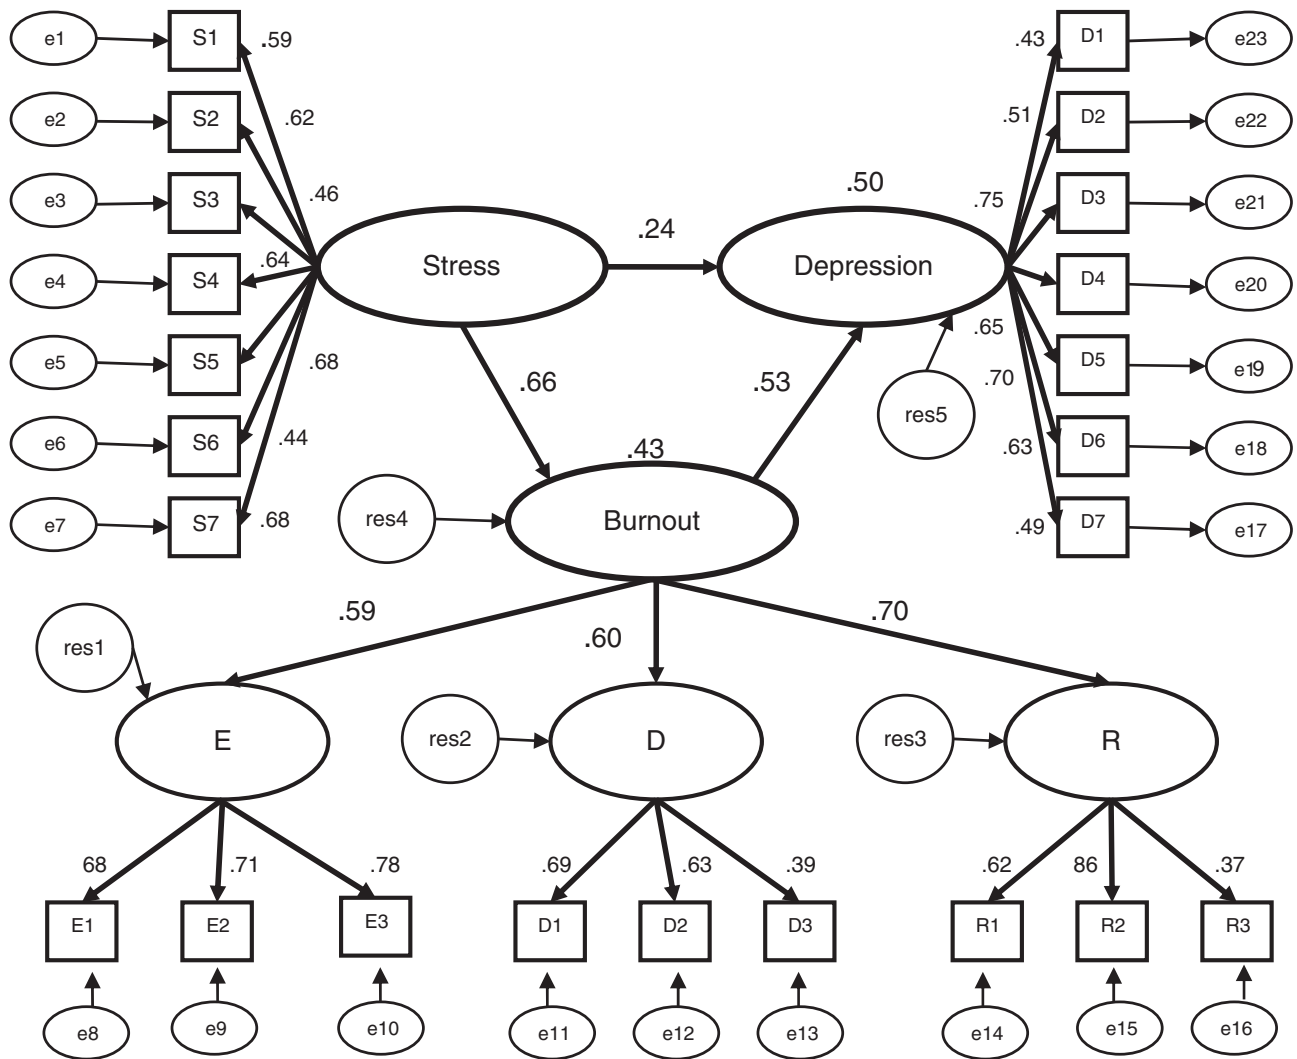 e1 S1 .59 .43 D1 e23
e2 S2 .62 .51 D2 e22
e3 S3 .46 .50 .75 D3 e21
.24
e4 S4 .64 Stress Depression D4 e20
e5 S5 .68 .66 .53 .65 D5 e19
.70
e6 S6 .44 .43 res5 .63 D6 e18
e7 S7 .68 res4 Burnout .49 D7 e17
.59 .60 .70
res1
E res2 D res3 R
68 .71 .78 .69 .63 .39 .62 86 .37
E1 E2 E3 D1 D2 D3 R1 R2 R3
e8 e9 e10 e11 e12 e13 e14 e15 e16